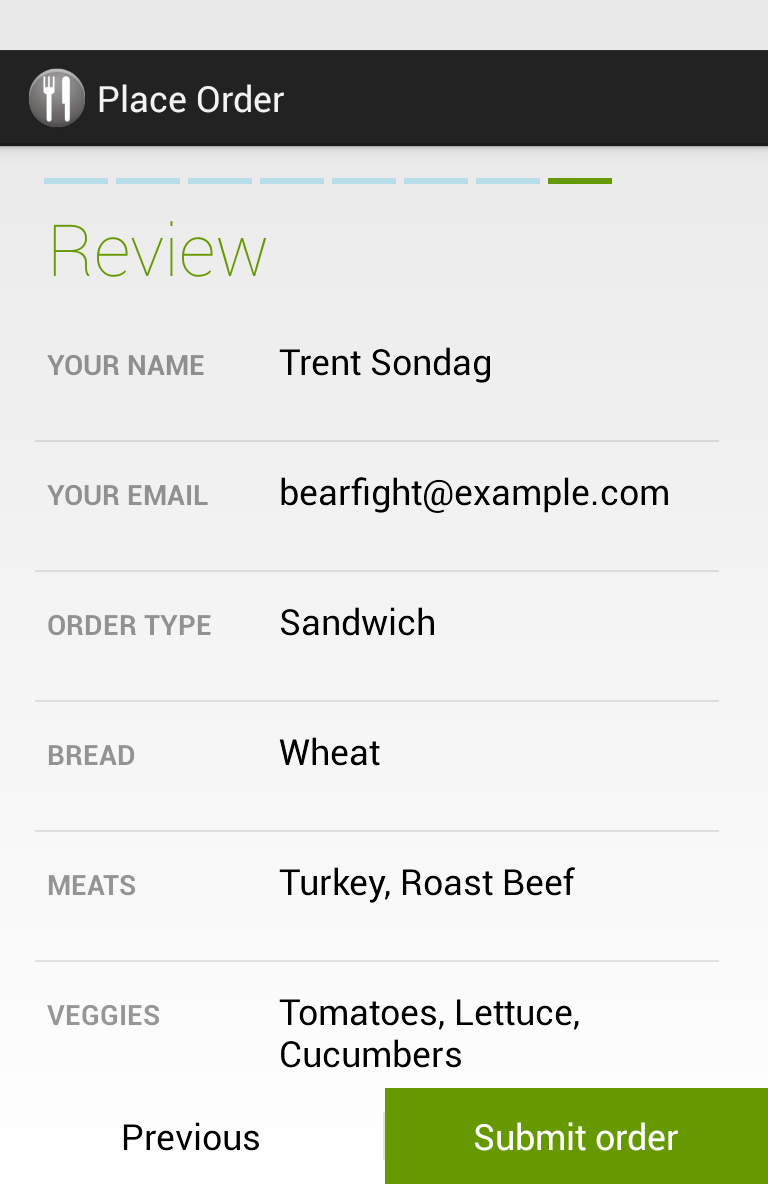 Place Order
Review
YOUR NAME Trent Sondag
YOUR EMAIL bearfight@example.com
ORDER TYPE Sandwich
BREAD Wheat
MEATS Turkey, Roast Beef
VEGGIES Tomatoes, Lettuce,
Cucumbers
Previous Submit order